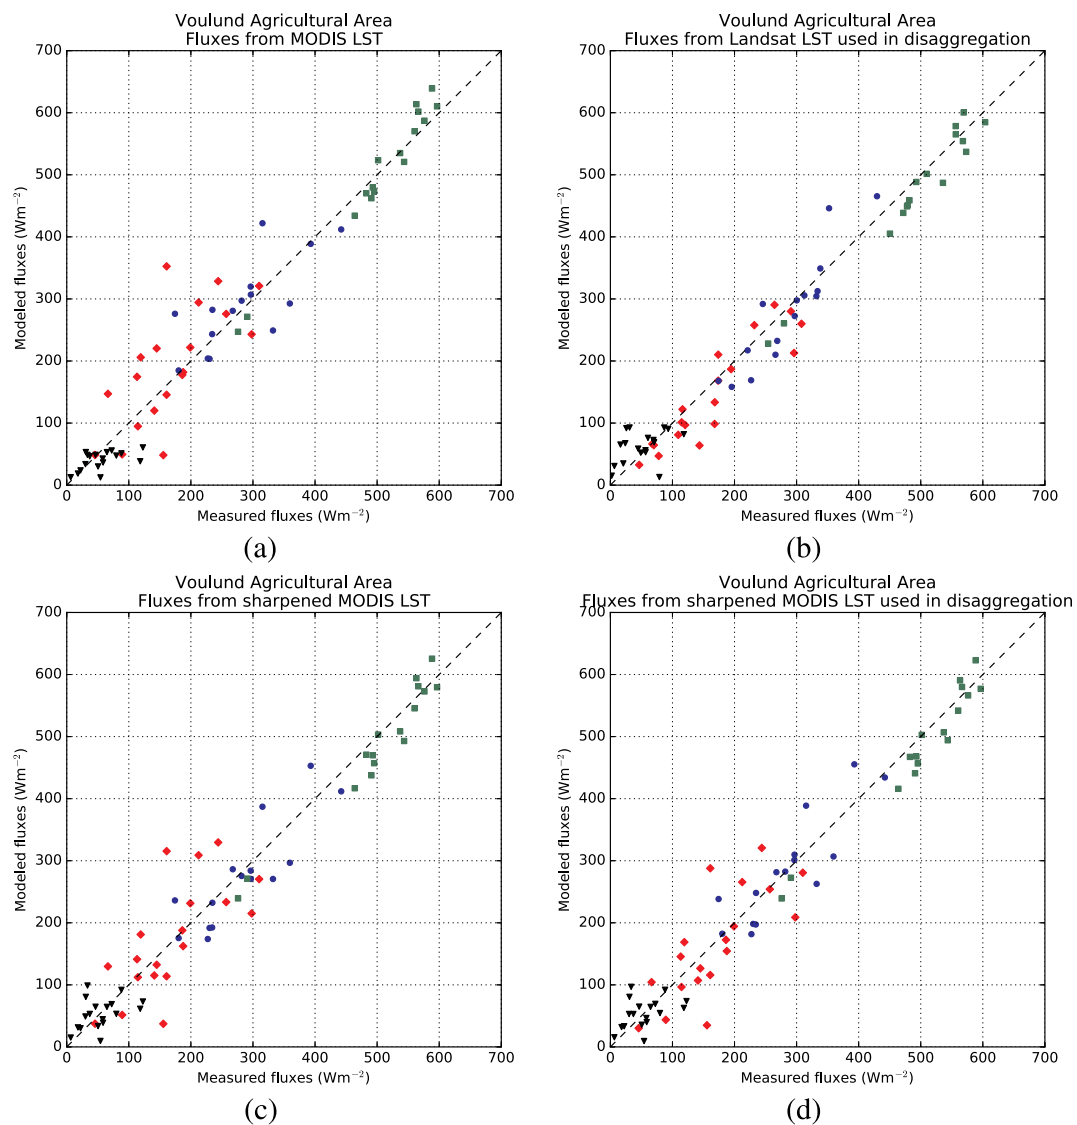 Voulund Agricultural Area
Fluxes from MODIS LST
700
600
500
400
300
200
100
0
0 100 200 300 400 500 600 700
Modeled fluxes (Wm⁻²)
Measured fluxes (Wm⁻²)
(a)
Voulund Agricultural Area
Fluxes from Landsat LST used in disaggregation
700
600
500
400
300
200
100
0
0 100 200 300 400 500 600 700
Modeled fluxes (Wm⁻²)
Measured fluxes (Wm⁻²)
(b)
Voulund Agricultural Area
Fluxes from sharpened MODIS LST
700
600
500
400
300
200
100
0
0 100 200 300 400 500 600 700
Modeled fluxes (Wm⁻²)
Measured fluxes (Wm⁻²)
(c)
Voulund Agricultural Area
Fluxes from sharpened MODIS LST used in disaggregation
700
600
500
400
300
200
100
0
0 100 200 300 400 500 600 700
Modeled fluxes (Wm⁻²)
Measured fluxes (Wm⁻²)
(d)